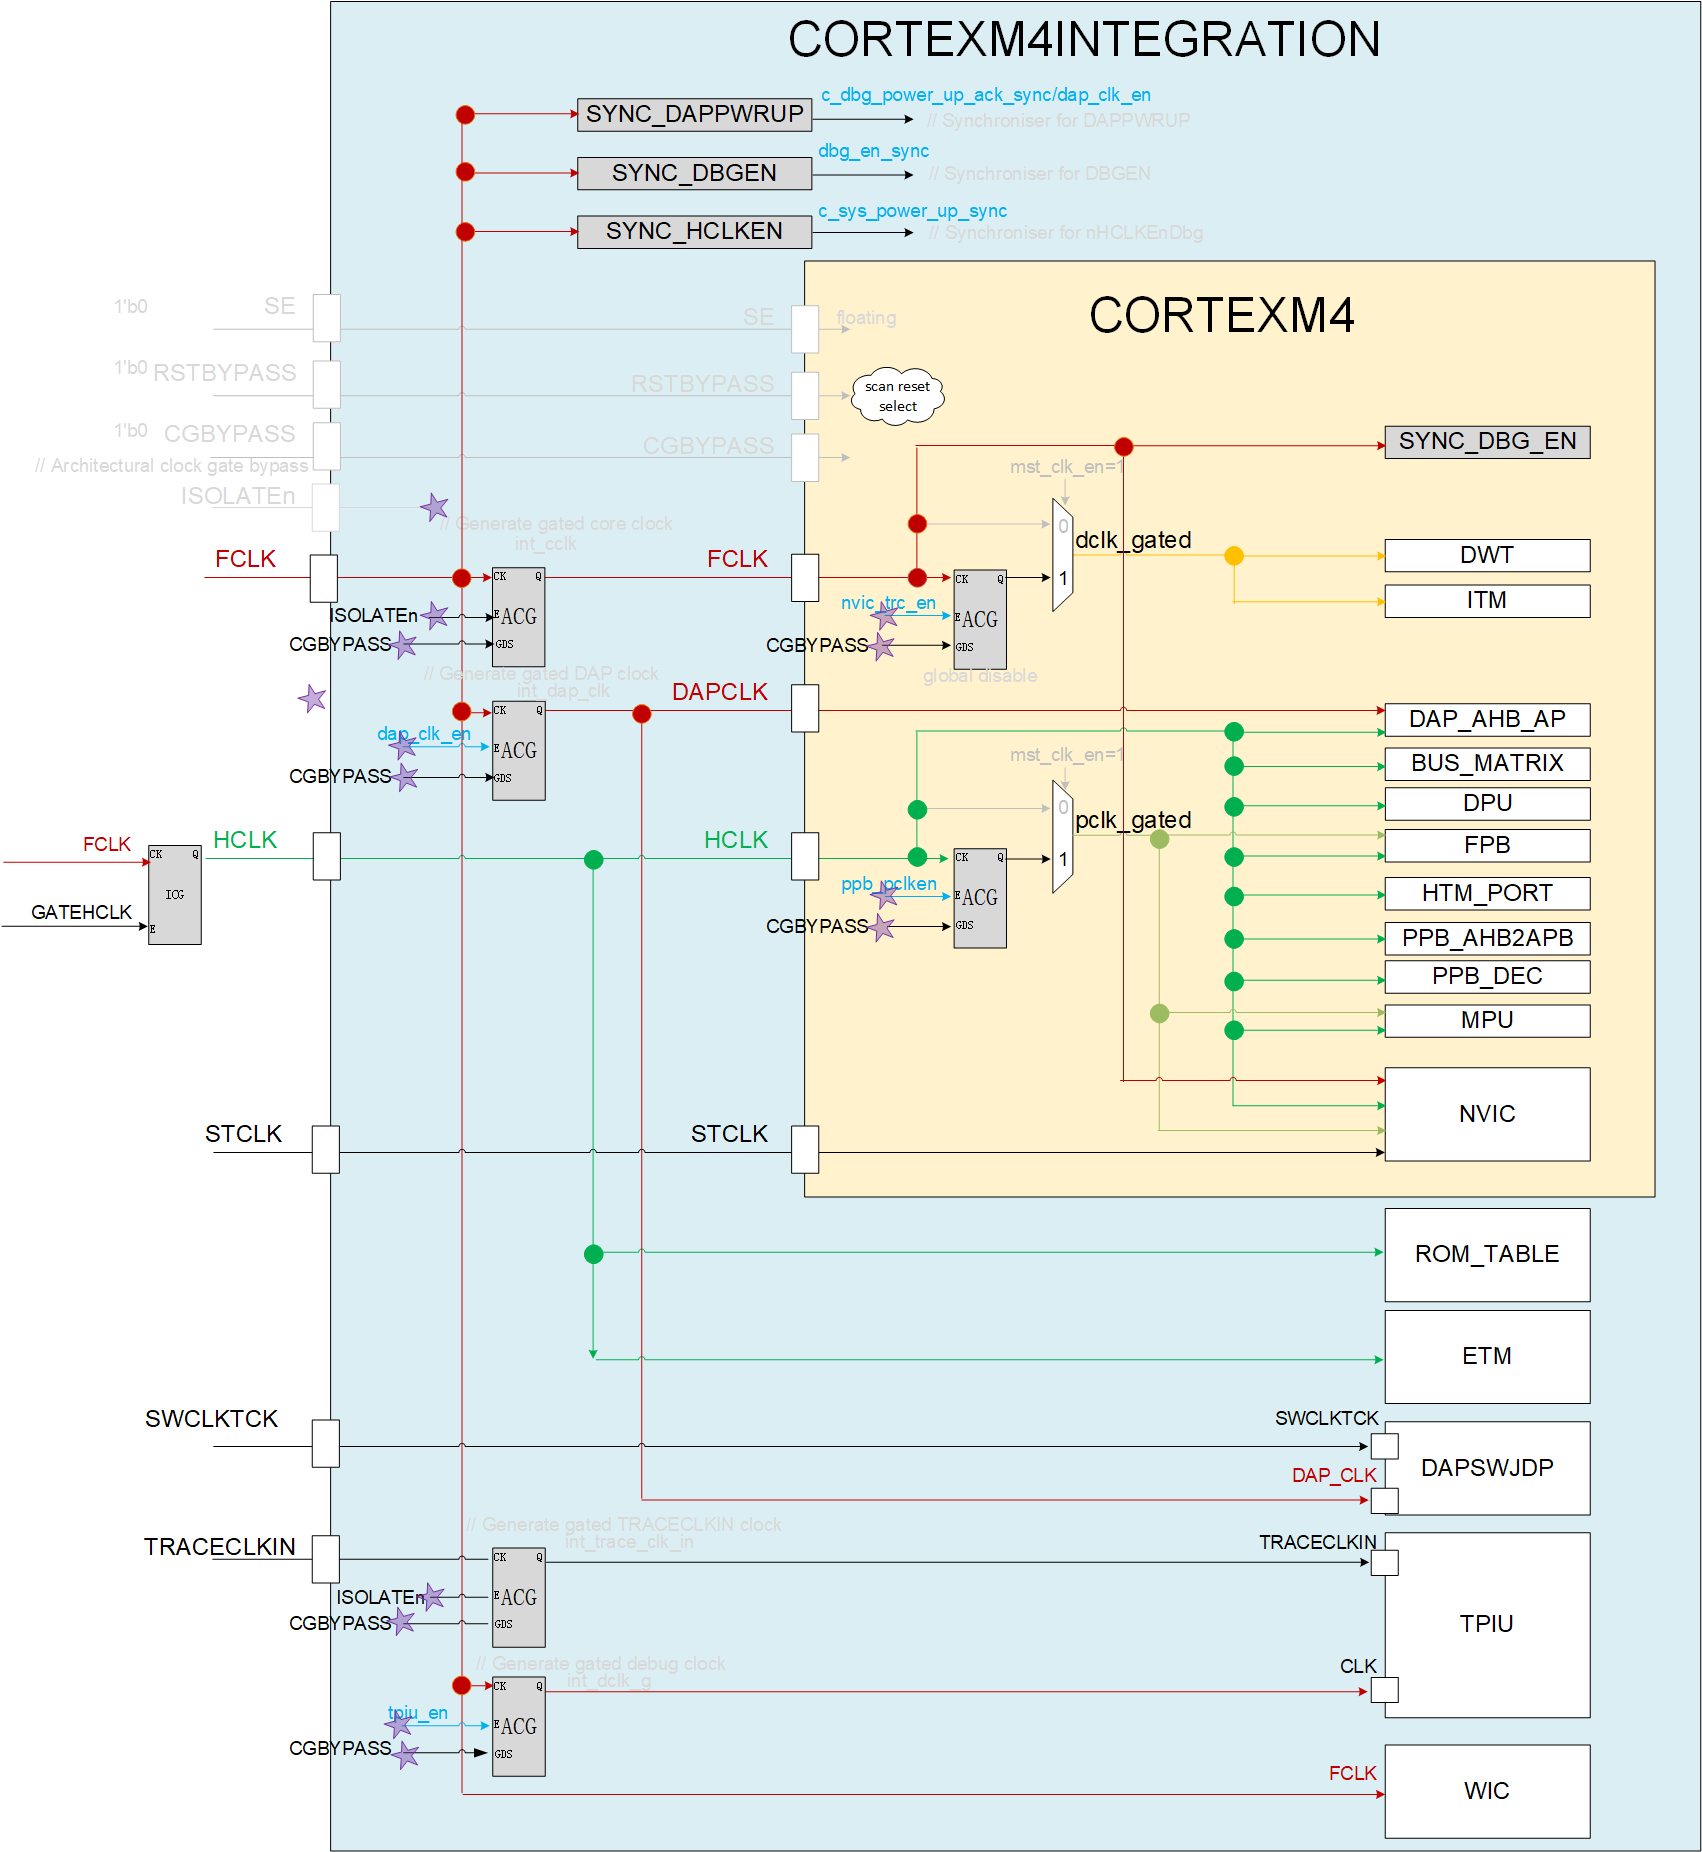 CORTEXM4INTEGRATION
c_dbg_power_up_ack_sync/dap_clk_en
SYNC_DAPPWRUP
// Synchroniser for DAPPWRUP
dbg_en_sync
SYNC_DBGEN
// Synchroniser for DBGEN
c_sys_power_up_sync
SYNC_HCLKEN
// Synchroniser for nHCLKEnDbg
CORTEXM4
1'b0
SE
SE
floating
1'b0
RSTBYPASS
RSTBYPASS
scan reset
select
1'b0
CGBYPASS
CGBYPASS
SYNC_DBG_EN
// Architectural clock gate bypass
mst_clk_en=1
ISOLATEn
// Generate gated core clock
int_cclk
0
dclk_gated
DWT
FCLK
FCLK
CK
Q
CK
Q
1
ITM
nvic_trc_en
ISOLATEn
E
ACG
E
ACG
CGBYPASS
GDS
CGBYPASS
GDS
// Generate gated DAP clock
int_dap_clk
global disable
DAPCLK
CK
Q
DAP_AHB_AP
dap_clk_en
E
ACG
mst_clk_en=1
BUS_MATRIX
CGBYPASS
GDS
0
DPU
pclk_gated
FCLK
HCLK
HCLK
FPB
CK
Q
CK
Q
1
ICG
ppb_pclken
E
ACG
HTM_PORT
GATEHCLK
E
CGBYPASS
GDS
PPB_AHB2APB
PPB_DEC
MPU
NVIC
STCLK
STCLK
ROM_TABLE
ETM
SWCLKTCK
SWCLKTCK
DAPSWJDP
DAP_CLK
// Generate gated TRACECLKIN clock
int_trace_clk_in
TRACECLKIN
TRACECLKIN
CK
Q
ISOLATEn
E
ACG
CGBYPASS
GDS
TPIU
// Generate gated debug clock
int_dclk_g
CLK
CK
Q
tpiu_en
E
ACG
CGBYPASS
GDS
FCLK
WIC